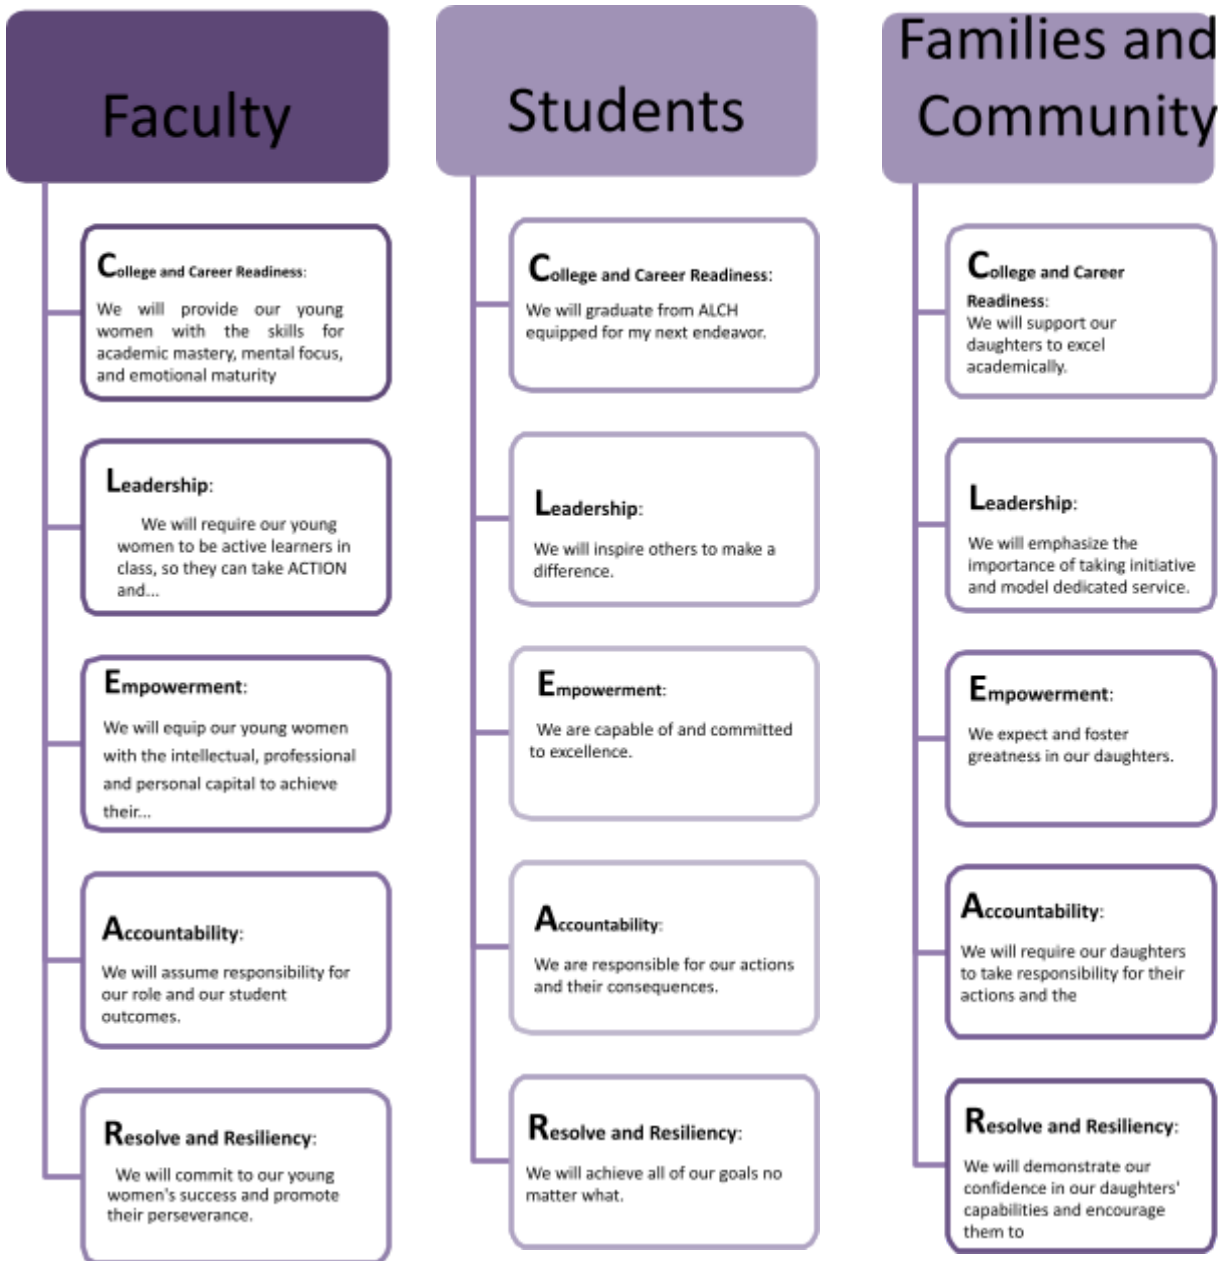 Faculty
College and Career Readiness:
We will provide our young
women with the skills for
academic mastery, mental focus,
and emotional maturity
Leadership:
We will require our young
women to be active learners in
class, so they can take ACTION
and...
Empowerment:
We will equip our young women
with the intellectual, professional
and personal capital to achieve
their...
Accountability:
We will assume responsibility for
our role and our student
outcomes.
Resolve and Resiliency:
We will commit to our young
women's success and promote
their perseverance.
Students
College and Career Readiness:
We will graduate from ALCH
equipped for my next endeavor.
Leadership:
We will inspire others to make a
difference.
Empowerment:
We are capable of and committed
to excellence.
Accountability:
We are responsible for our actions
and their consequences.
Resolve and Resiliency:
We will achieve all of our goals no
matter what.
Families and
Community
College and Career
Readiness:
We will support our
daughters to excel
academically.
Leadership:
We will emphasize the
importance of taking initiative
and model dedicated service.
Empowerment:
We expect and foster
greatness in our daughters.
Accountability:
We will require our daughters
to take responsibility for their
actions and the
Resolve and Resiliency:
We will demonstrate our
confidence in our daughters'
capabilities and encourage
them to